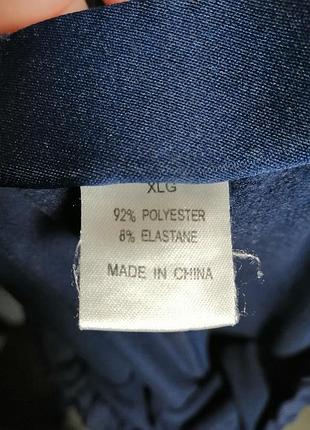 XLG
92% POLYESTER
8% ELASTANE
MADE IN CHINA